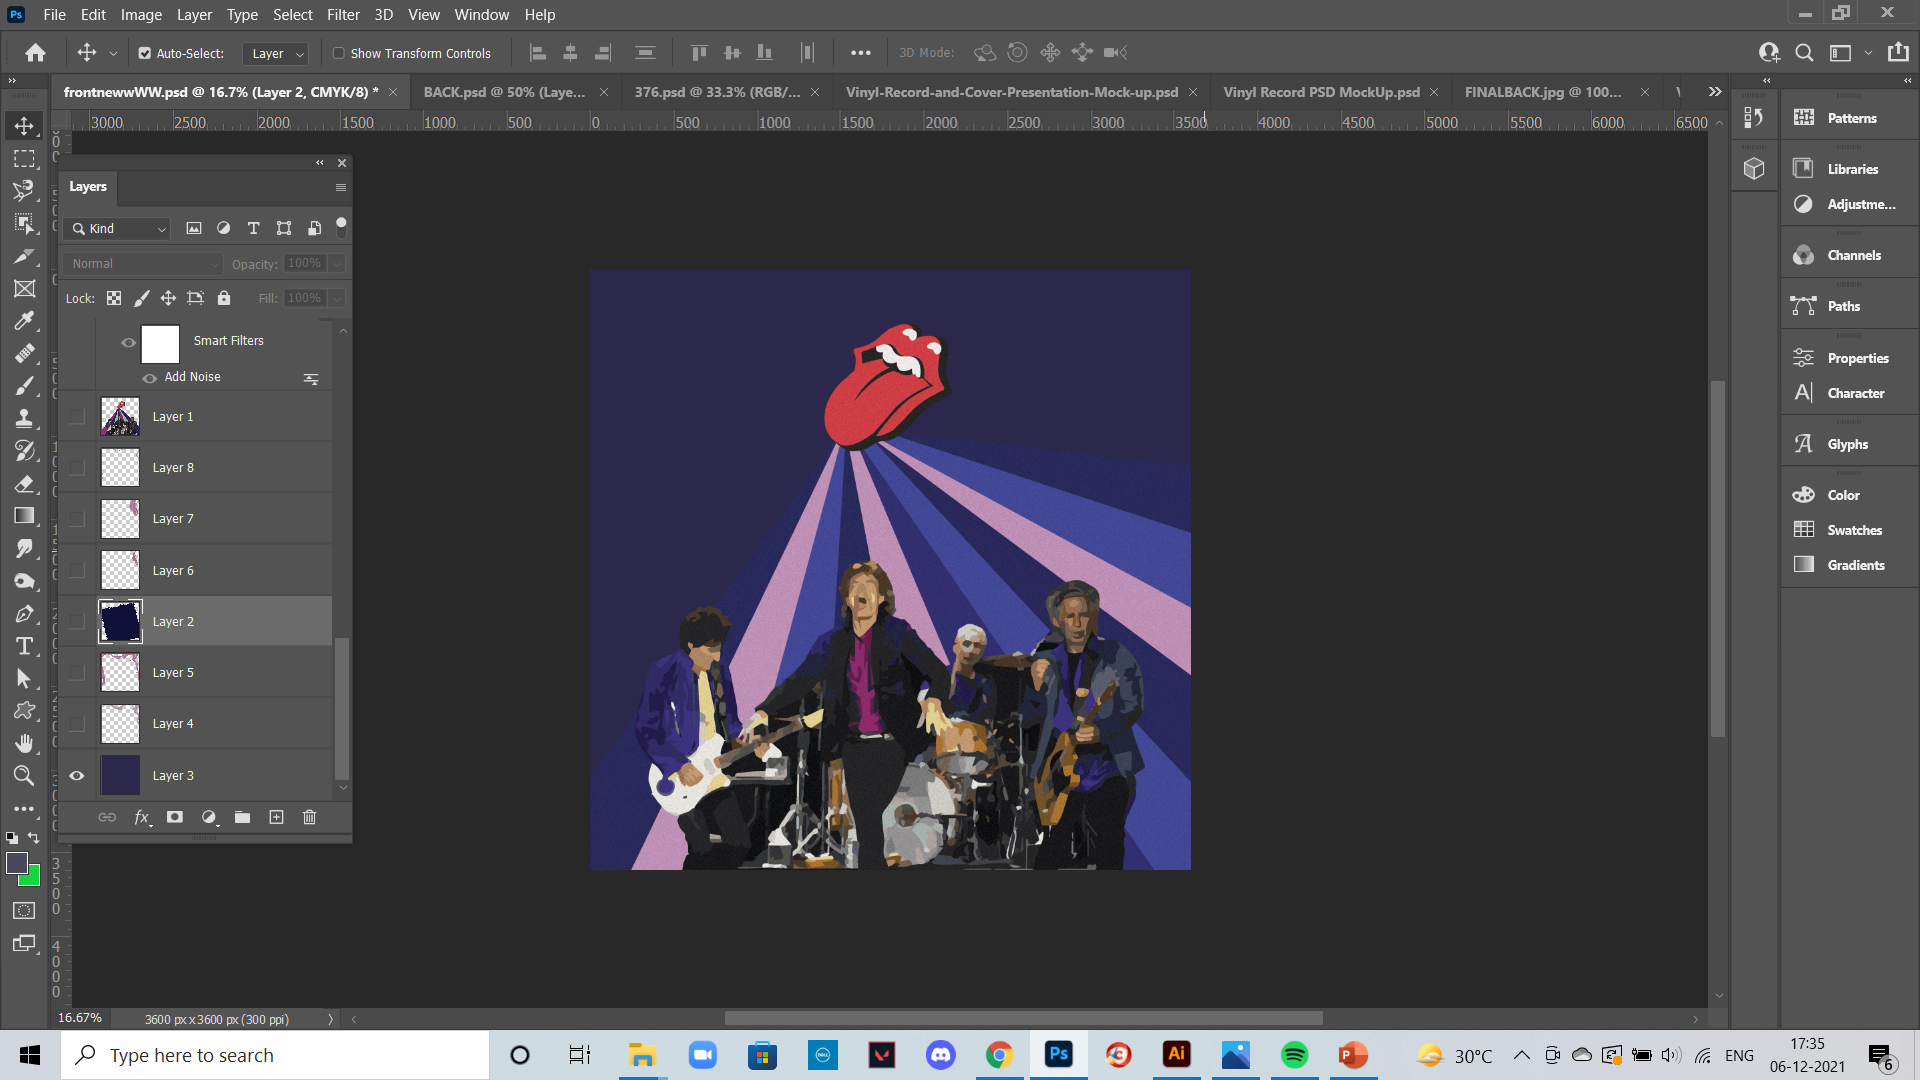 File Edit Image Layer Type Select Filter 3D View Window Help
Auto-Select: Layer Show Transform Controls 3D Mode:
frontnewwWW.psd @ 16.7% (Layer 2, CMYK/8) * BACK.psd @ 50% (Laye... 376.psd @ 33.3% (RGB/... Vinyl-Record-and-Cover-Presentation-Mock-up.psd Vinyl Record PSD MockUp.psd FINALBACK.jpg @ 100...
3000 2500 2000 1500 1000 500 0 500 1000 1500 2000 2500 3000 3500 4000 4500 5000 5500 6000 6500
Layers
Kind
Normal Opacity: 100%
Lock: Fill: 100%
Smart Filters
Add Noise
Layer 1
Layer 8
Layer 7
Layer 6
Layer 2
Layer 5
Layer 4
Layer 3
fx
Patterns
Libraries
Adjustme...
Channels
Paths
Properties
Character
Glyphs
Color
Swatches
Gradients
16.67% 3600 px x 3600 px (300 ppi)
Type here to search
DELL
Ps
Ai
P
30°C
ENG
17:35
06-12-2021
6